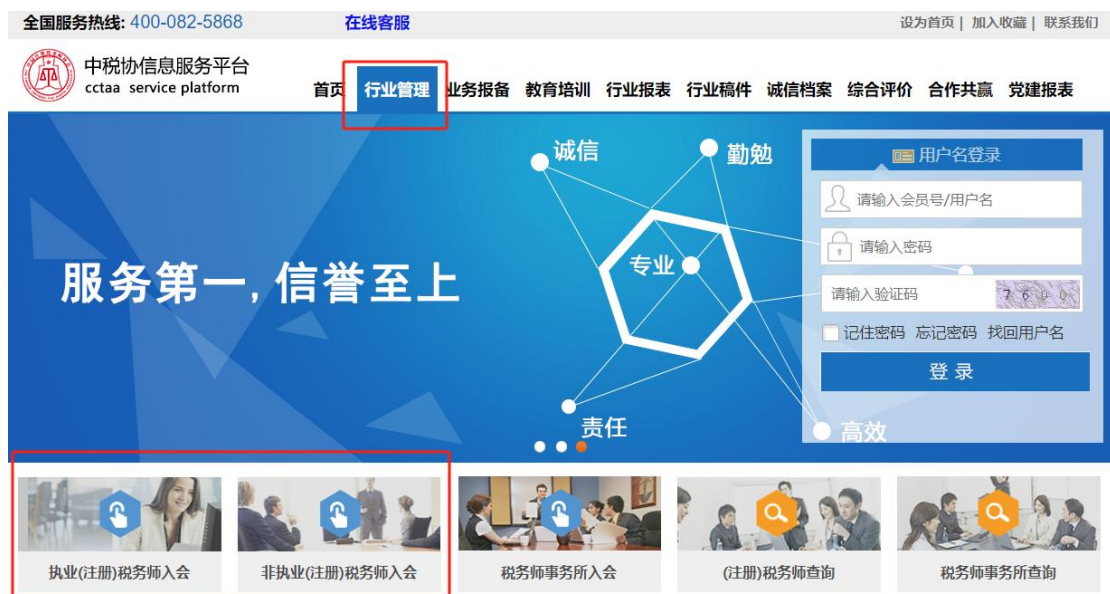 全国服务热线: 400-082-5868 在线客服 设为首页 | 加入收藏 | 联系我们
中税协信息服务平台
cctaa service platform
首页 行业管理 业务报备 教育培训 行业报表 行业稿件 诚信档案 综合评价 合作共赢 党建报表
诚信
勤勉
用户名登录
请输入会员号/用户名
专业
请输入密码
服务第一,信誉至上
请输入验证码 7600
记住密码 忘记密码 找回用户名
登 录
责任
高效
执业(注册)税务师入会 非执业(注册)税务师入会 税务师事务所入会 (注册)税务师查询 税务师事务所查询